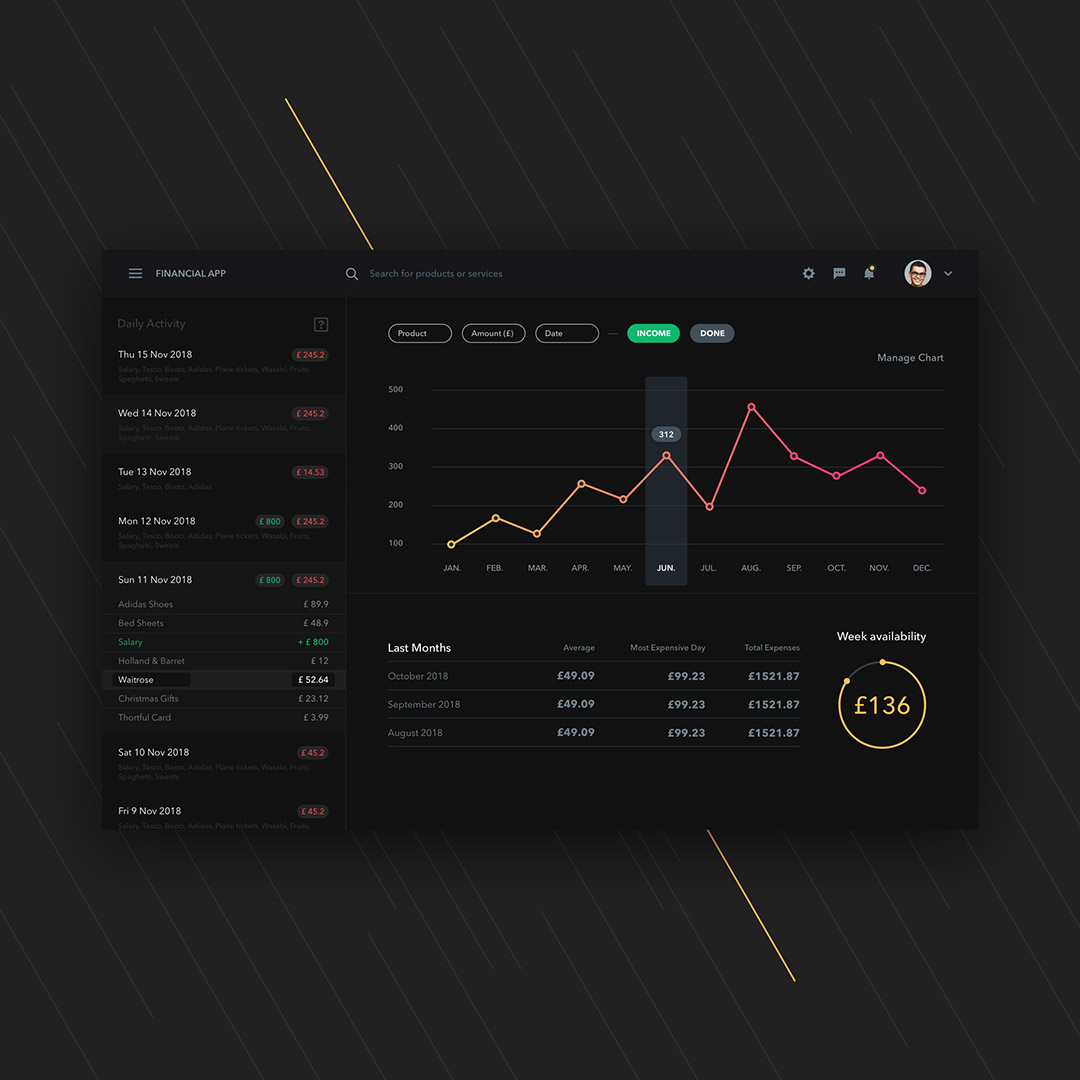 FINANCIAL APP
Search for products or services
Daily Activity
?
Thu 15 Nov 2018 £ 245.2
Salary, Tesco, Boots, Adidas, Plane tickets, Wasabi, Fruits,
Spaghetti, Sweets
Wed 14 Nov 2018 £ 245.2
Salary, Tesco, Boots, Adidas, Plane tickets, Wasabi, Fruits,
Spaghetti, Sweets
Tue 13 Nov 2018 £ 14.53
Salary, Tesco, Boots, Adidas
Mon 12 Nov 2018 £ 800 £ 245.2
Salary, Tesco, Boots, Adidas, Plane tickets, Wasabi, Fruits,
Spaghetti, Sweets
Sun 11 Nov 2018 £ 800 £ 245.2
Adidas Shoes £ 89.9
Bed Sheets £ 48.9
Salary + £ 800
Holland & Barret £ 12
Waitrose £ 52.64
Christmas Gifts £ 23.12
Thortful Card £ 3.99
Sat 10 Nov 2018 £ 45.2
Salary, Tesco, Boots, Adidas, Plane tickets, Wasabi, Fruits,
Spaghetti, Sweets
Fri 9 Nov 2018 £ 45.2
Salary, Tesco, Boots, Adidas, Plane tickets, Wasabi, Fruits,
Product Amount (£) Date — INCOME DONE
Manage Chart
500
400
300
200
100
312
JAN. FEB. MAR. APR. MAY. JUN. JUL. AUG. SEP. OCT. NOV. DEC.
Last Months Average Most Expensive Day Total Expenses
October 2018 £49.09 £99.23 £1521.87
September 2018 £49.09 £99.23 £1521.87
August 2018 £49.09 £99.23 £1521.87
Week availability
£136